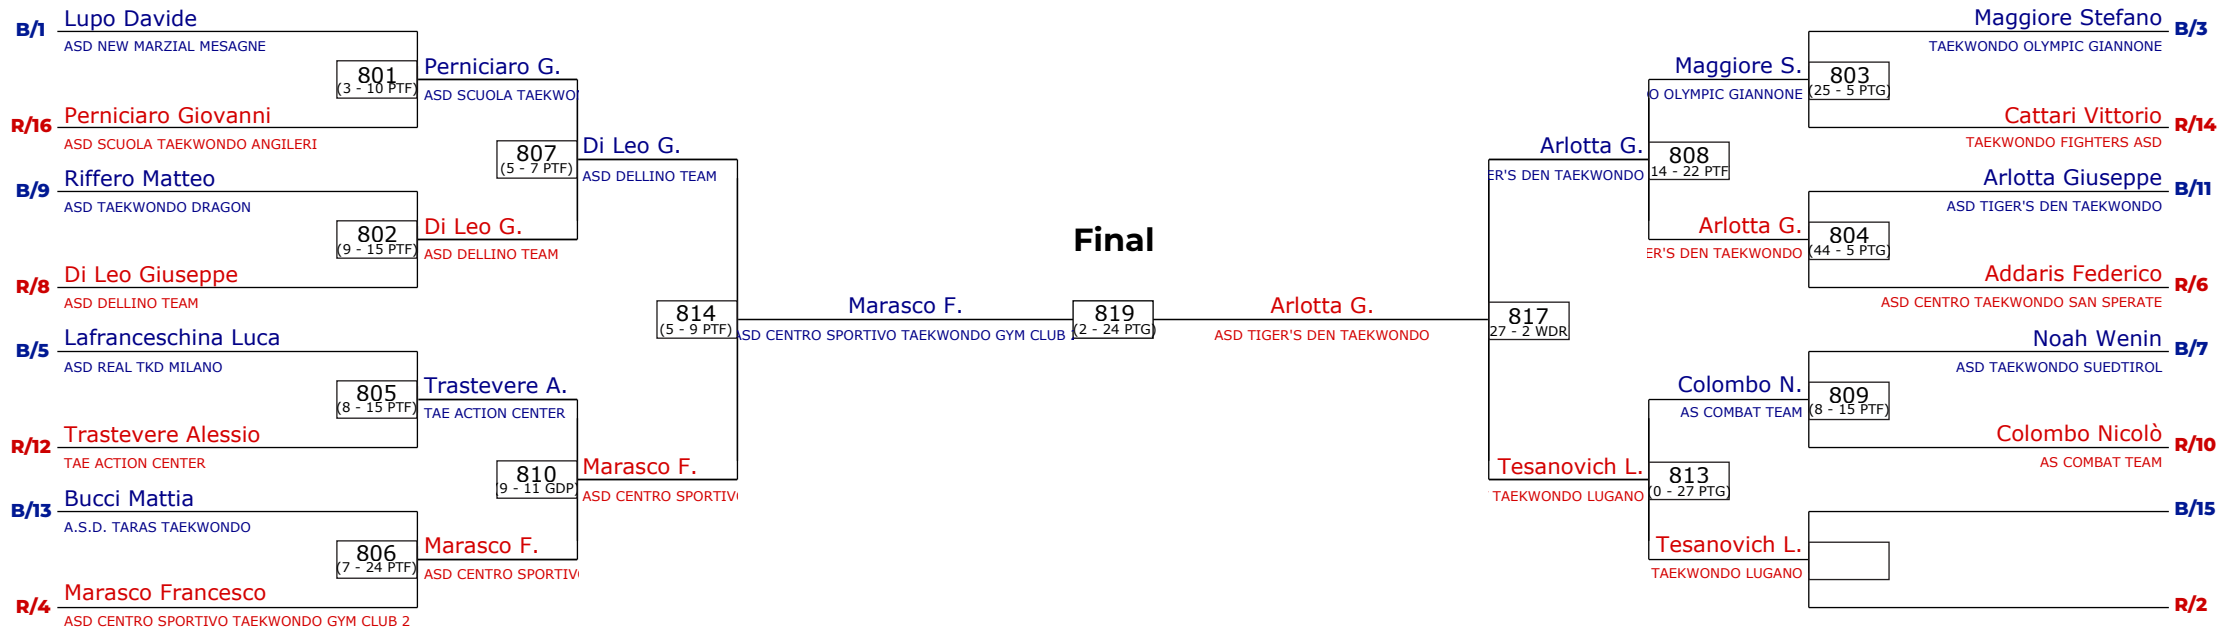 B/1 Lupo Davide
ASD NEW MARZIAL MESAGNE
801
(3 - 10 PTF)
R/16 Perniciaro Giovanni
ASD SCUOLA TAEKWONDO ANGILERI
B/9 Riffero Matteo
ASD TAEKWONDO DRAGON
802
(9 - 15 PTF)
R/8 Di Leo Giuseppe
ASD DELLINO TEAM
B/5 Lafranceschina Luca
ASD REAL TKD MILANO
805
(8 - 15 PTF)
R/12 Trastevere Alessio
TAE ACTION CENTER
B/13 Bucci Mattia
A.S.D. TARAS TAEKWONDO
806
(7 - 24 PTF)
R/4 Marasco Francesco
ASD CENTRO SPORTIVO TAEKWONDO GYM CLUB 2
Perniciaro G.
ASD SCUOLA TAEKWO
807
(5 - 7 PTF)
Di Leo G.
ASD DELLINO TEAM
Trastevere A.
TAE ACTION CENTER
810
(9 - 11 GDP)
Marasco F.
ASD CENTRO SPORTIV
Di Leo G.
ASD DELLINO TEAM
814
(5 - 9 PTF)
Marasco F.
ASD CENTRO SPORTIV
Final
Marasco F.
ASD CENTRO SPORTIVO TAEKWONDO GYM CLUB
819
(2 - 24 PTG)
Arlotta G.
ASD TIGER'S DEN TAEKWONDO
Arlotta G.
ER'S DEN TAEKWONDO
817
27 - 2 WDR
Tesanovich L.
TAEKWONDO LUGANO
Maggiore S.
O OLYMPIC GIANNONE
808
14 - 22 PTF
Arlotta G.
ER'S DEN TAEKWONDO
Colombo N.
AS COMBAT TEAM
813
(0 - 27 PTG)
Tesanovich L.
TAEKWONDO LUGANO
Maggiore Stefano B/3
TAEKWONDO OLYMPIC GIANNONE
803
(25 - 5 PTG)
Cattari Vittorio R/14
TAEKWONDO FIGHTERS ASD
Arlotta Giuseppe B/11
ASD TIGER'S DEN TAEKWONDO
804
(44 - 5 PTG)
Addaris Federico R/6
ASD CENTRO TAEKWONDO SAN SPERATE
Noah Wenin B/7
ASD TAEKWONDO SUEDTIROL
809
(8 - 15 PTF)
Colombo Nicolò R/10
AS COMBAT TEAM
B/15
R/2